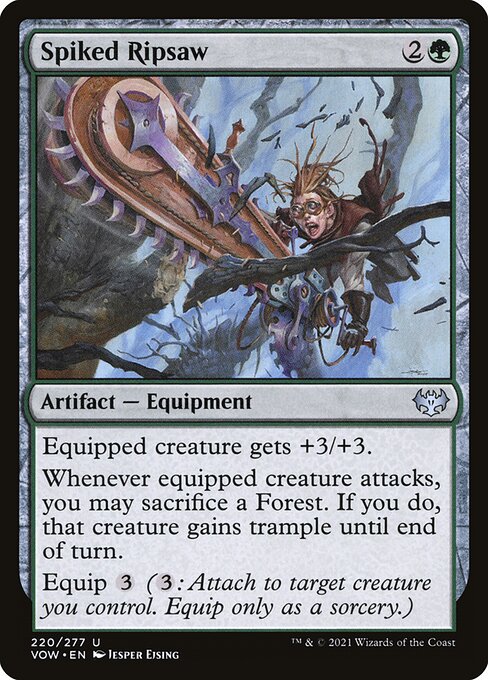 Spiked Ripsaw 2
Artifact — Equipment
Equipped creature gets +3/+3.
Whenever equipped creature attacks,
you may sacrifice a Forest. If you do,
that creature gains trample until end
of turn.
Equip 3 (3: Attach to target creature
you control. Equip only as a sorcery.)
220/277 U
VOW • EN Jesper Eising
™ & © 2021 Wizards of the Coast